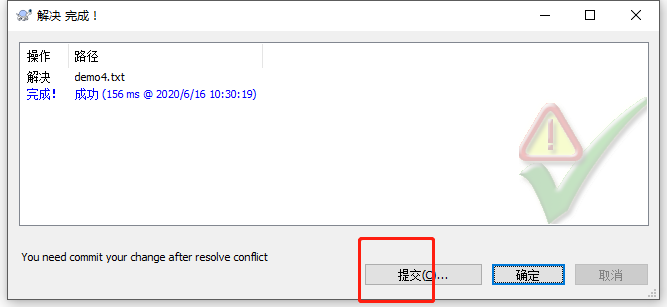 解决 完成！
操作 路径
解决 demo4.txt
完成! 成功 (156 ms @ 2020/6/16 10:30:19)
You need commit your change after resolve conflict
提交(C)... 确定 取消